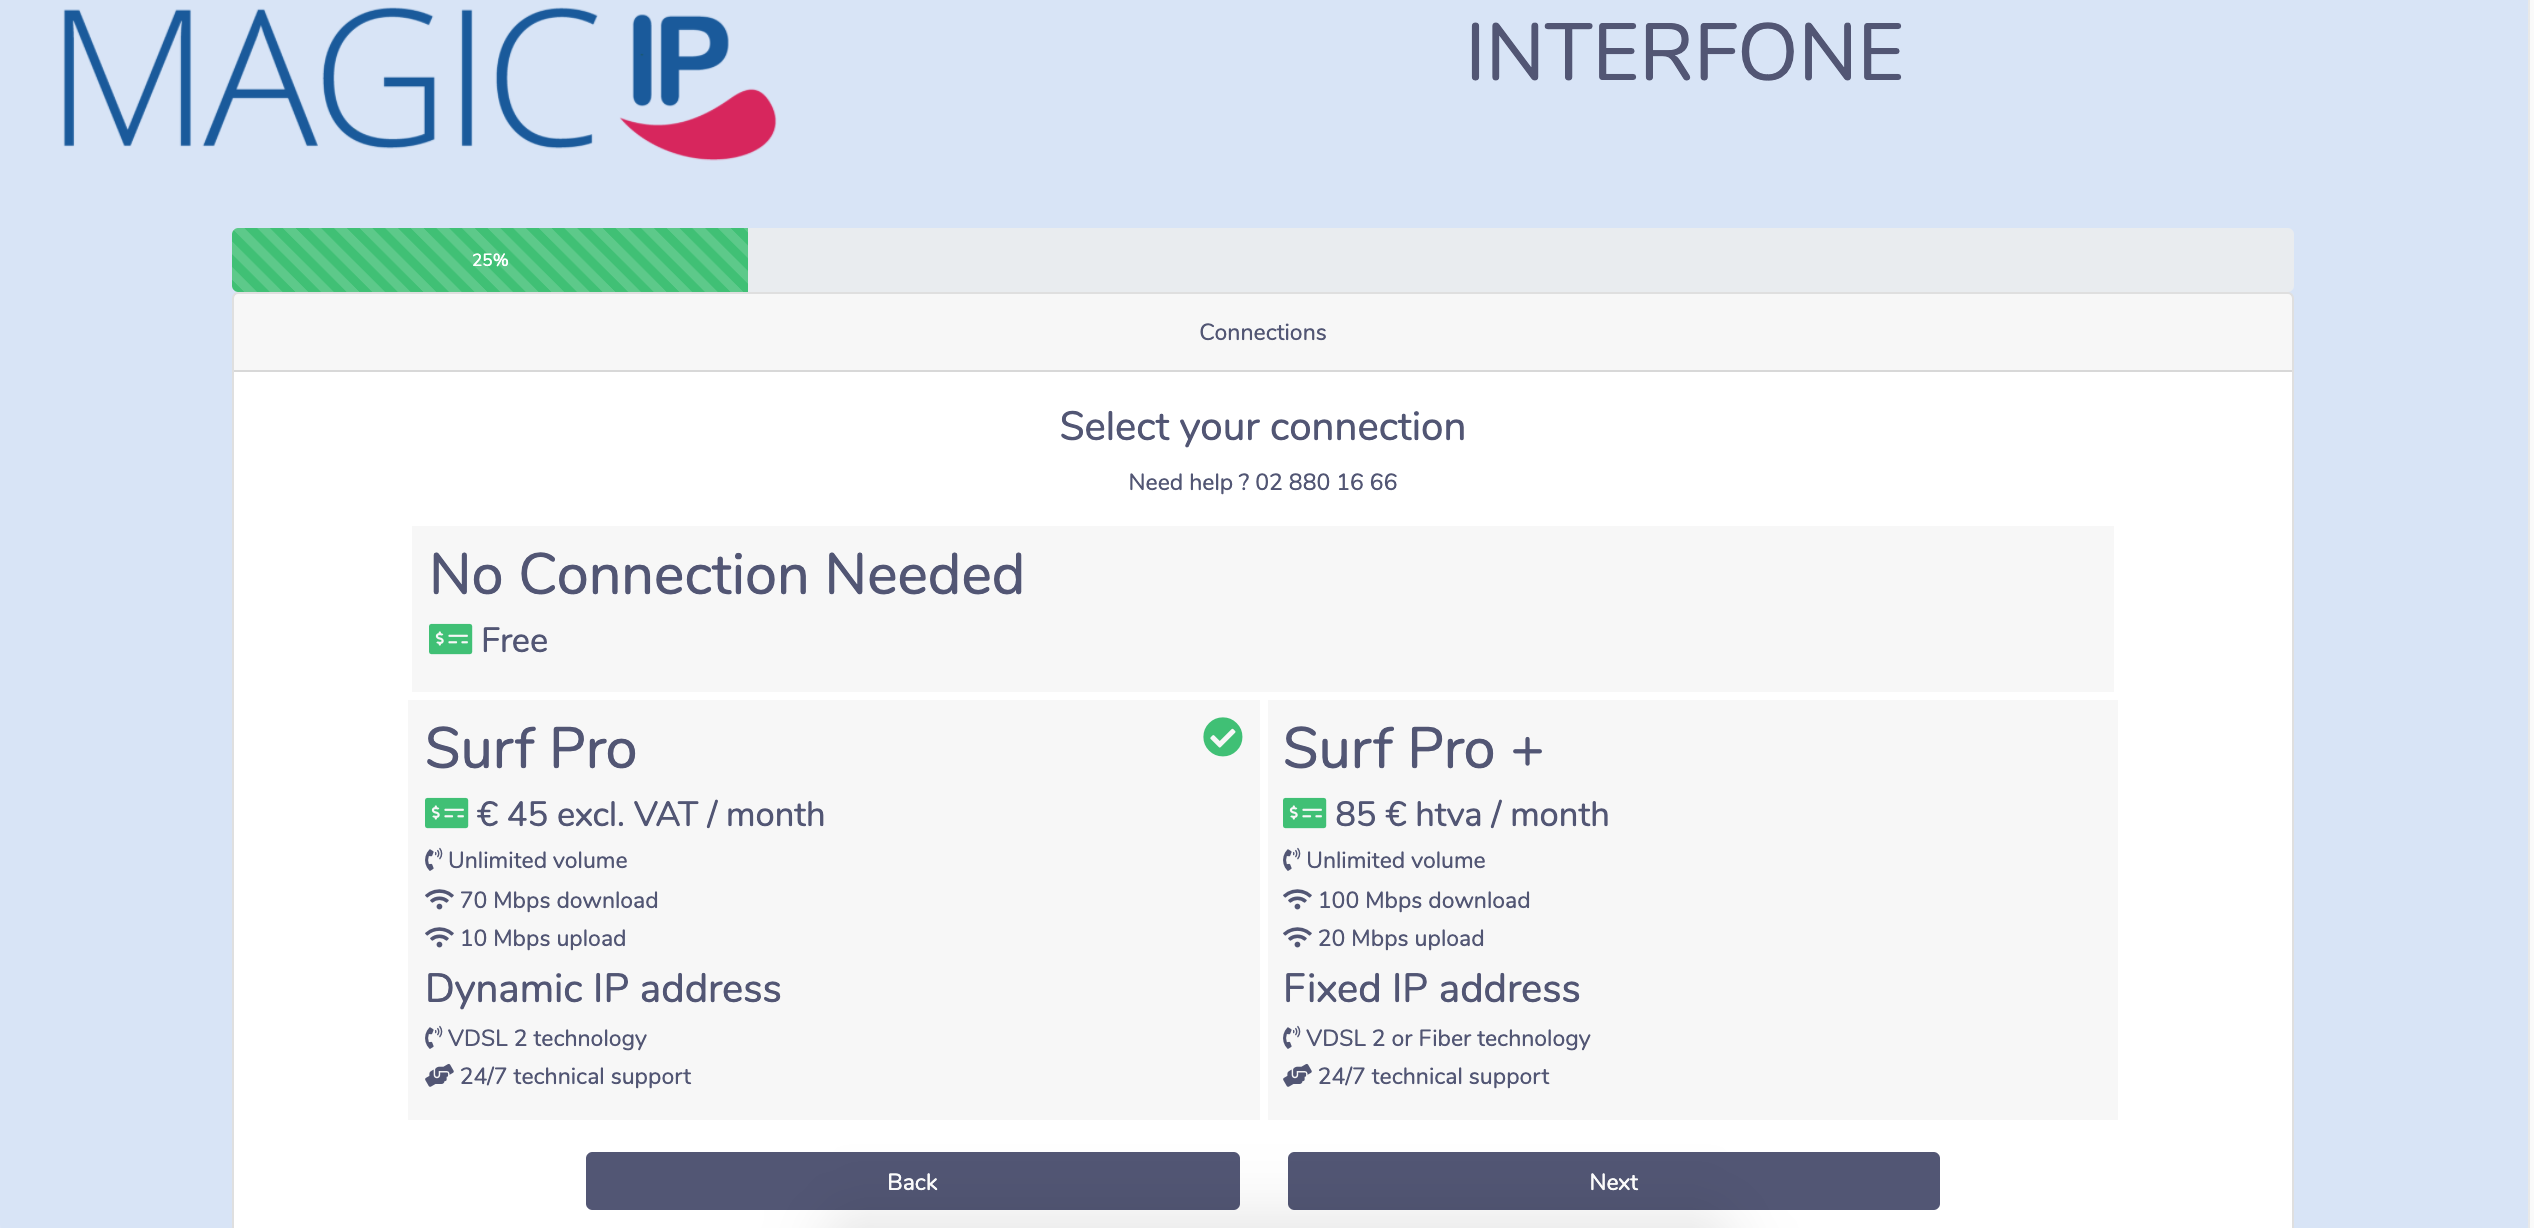 MAGIC IP
INTERFONE
25%
Connections
Select your connection
Need help ? 02 880 16 66
No Connection Needed
Free
Surf Pro
€ 45 excl. VAT / month
Unlimited volume
70 Mbps download
10 Mbps upload
Dynamic IP address
VDSL 2 technology
24/7 technical support
Surf Pro +
85 € htva / month
Unlimited volume
100 Mbps download
20 Mbps upload
Fixed IP address
VDSL 2 or Fiber technology
24/7 technical support
Back
Next